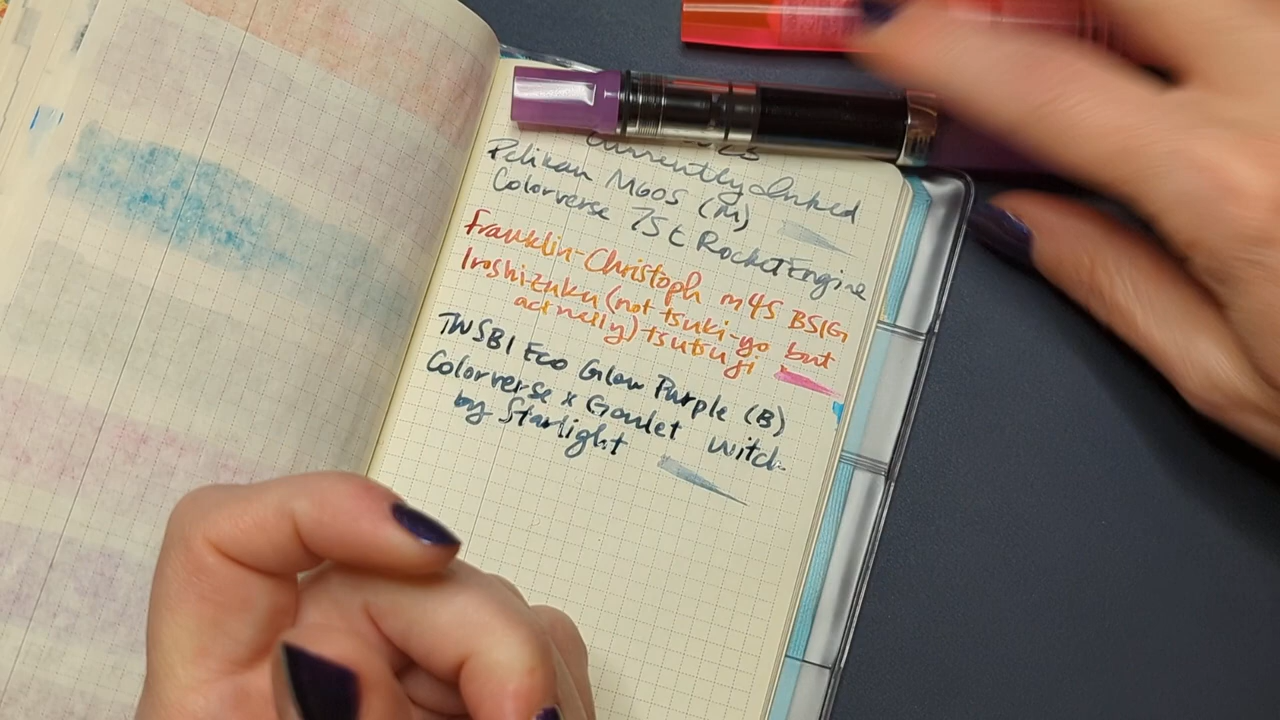 Currently Inked
Pelikan M605 (M)
Colorverse 75t Rocket Engine
Franklin-Christoph m45 BSIG
Iroshizuku (not tsuki-yo but
actually) tsutsuji
TWSBI Eco Glow Purple (B)
Colorverse x Goulet Witch
by Starlight